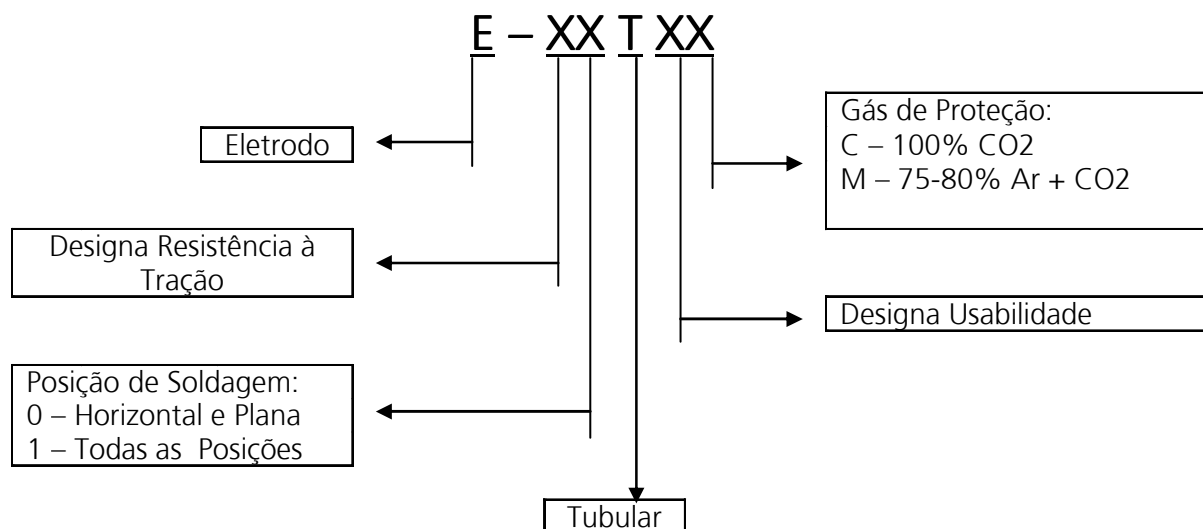 E – XX T XX
Eletrodo
Gás de Proteção:
C – 100% CO2
M – 75-80% Ar + CO2
Designa Resistência à
Tração
Designa Usabilidade
Posição de Soldagem:
0 – Horizontal e Plana
1 – Todas as Posições
Tubular